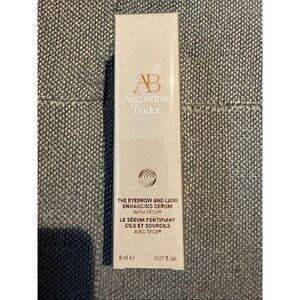 AB
Augustinus
Bader
THE EYEBROW AND LASH
ENHANCING SERUM
WITH TFC8®
LE SÉRUM FORTIFIANT
CILS ET SOURCILS
AVEC TFC8®
8 ml ℮ 0.27 fl. oz.